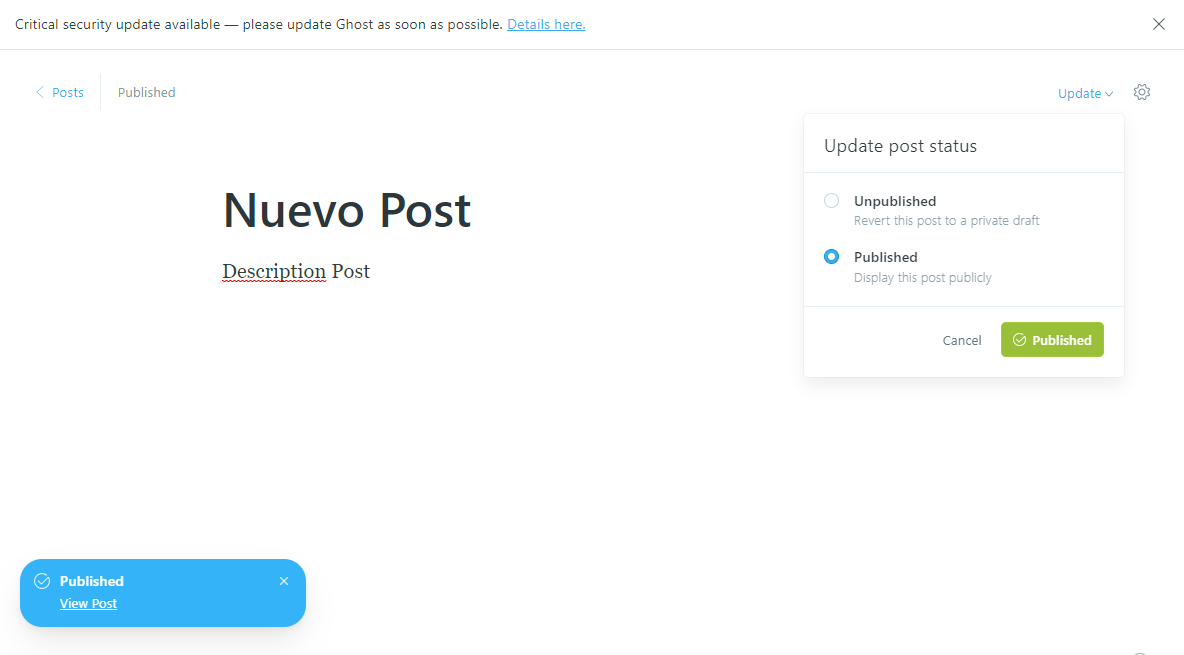 Critical security update available — please update Ghost as soon as possible. Details here.
Posts
Published
Update
Update post status
Unpublished
Revert this post to a private draft
Published
Display this post publicly
Cancel
Published
Nuevo Post
Description Post
Published
View Post